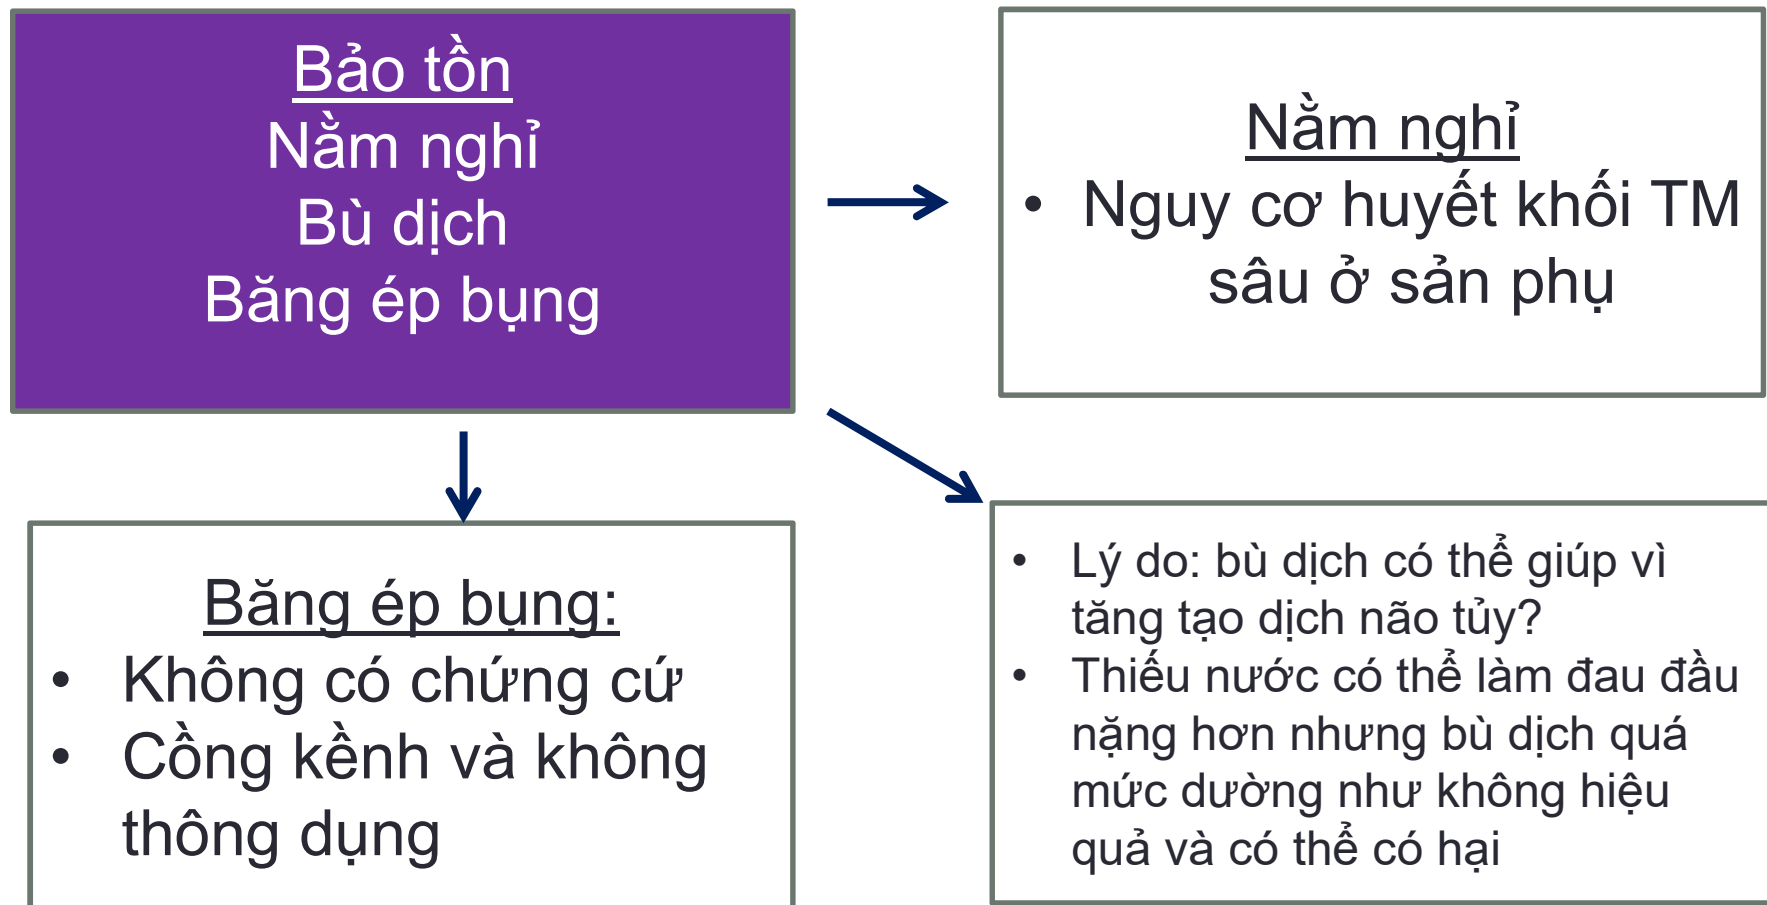 Bảo tồn
Nằm nghỉ
Bù dịch
Băng ép bụng
Nằm nghỉ
• Nguy cơ huyết khối TM
sâu ở sản phụ
Băng ép bụng:
• Không có chứng cứ
• Cồng kềnh và không
thông dụng
• Lý do: bù dịch có thể giúp vì
tăng tạo dịch não tủy?
• Thiếu nước có thể làm đau đầu
nặng hơn nhưng bù dịch quá
mức dường như không hiệu
quả và có thể có hại